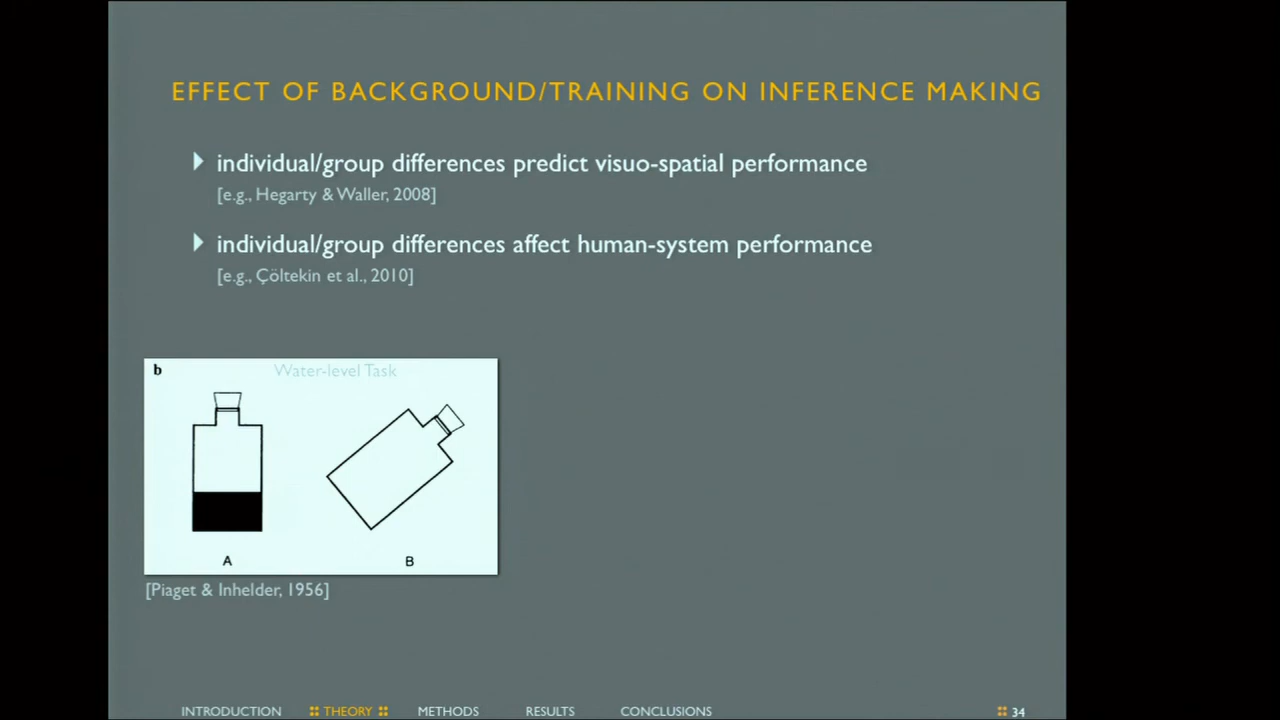 EFFECT OF BACKGROUND/TRAINING ON INFERENCE MAKING
individual/group differences predict visuo-spatial performance
[e.g., Hegarty & Waller, 2008]
individual/group differences affect human-system performance
[e.g., Çöltekin et al., 2010]
b Water-level Task
A B
[Piaget & Inhelder, 1956]
INTRODUCTION THEORY METHODS RESULTS CONCLUSIONS 34